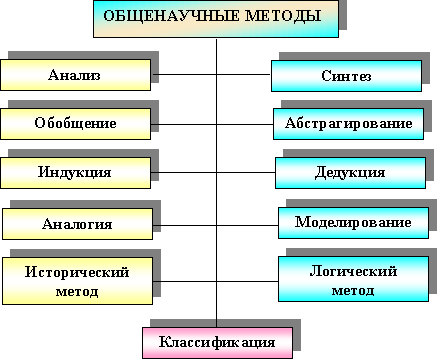 ОБЩЕНАУЧНЫЕ МЕТОДЫ
Анализ
Синтез
Обобщение
Абстрагирование
Индукция
Дедукция
Аналогия
Моделирование
Исторический
метод
Логический
метод
Классификация